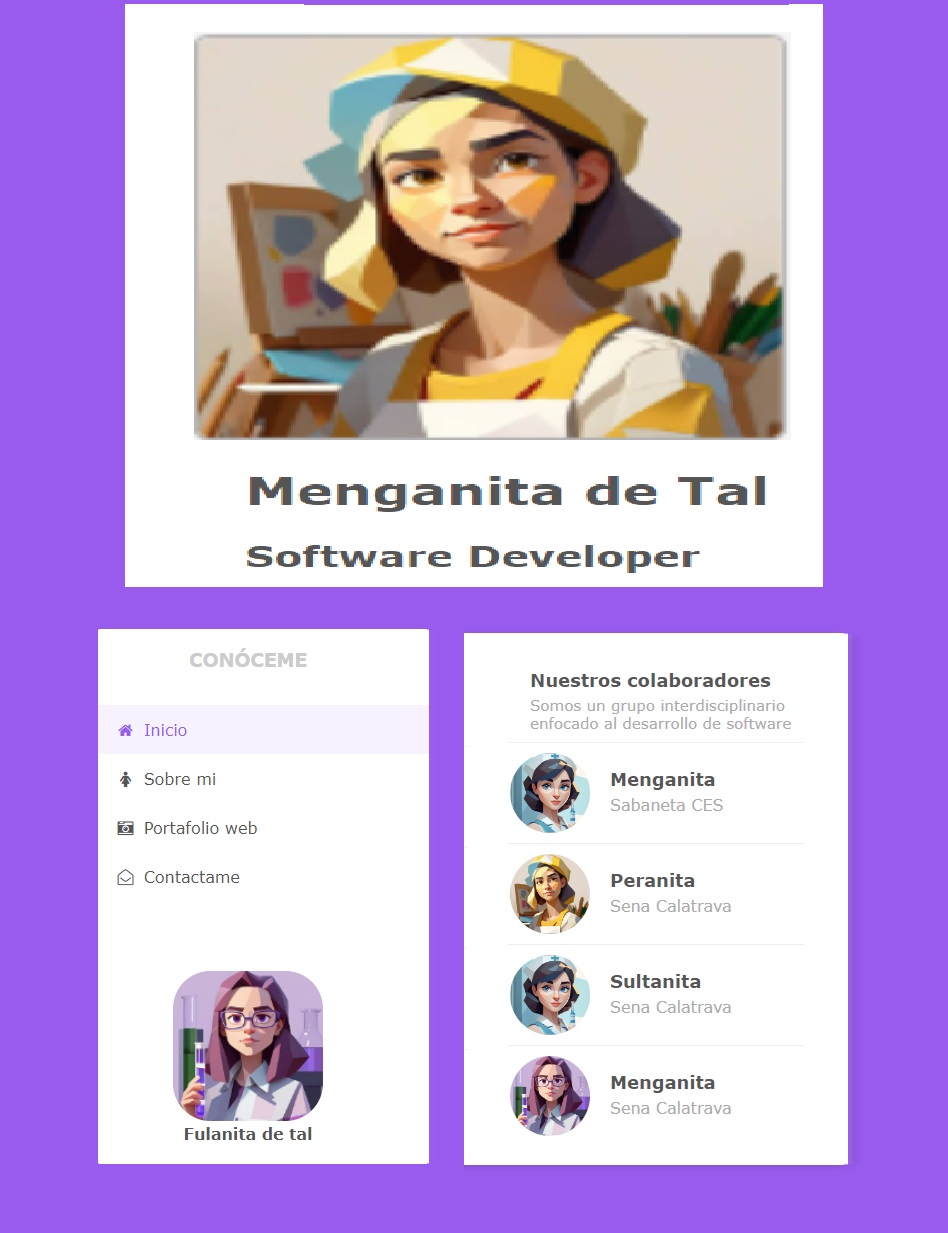 Menganita de Tal
Software Developer
CONÓCEME
Inicio
Sobre mi
Portafolio web
Contactame
Fulanita de tal
Nuestros colaboradores
Somos un grupo interdisciplinario
enfocado al desarrollo de software
Menganita
Sabaneta CES
Peranita
Sena Calatrava
Sultanita
Sena Calatrava
Menganita
Sena Calatrava